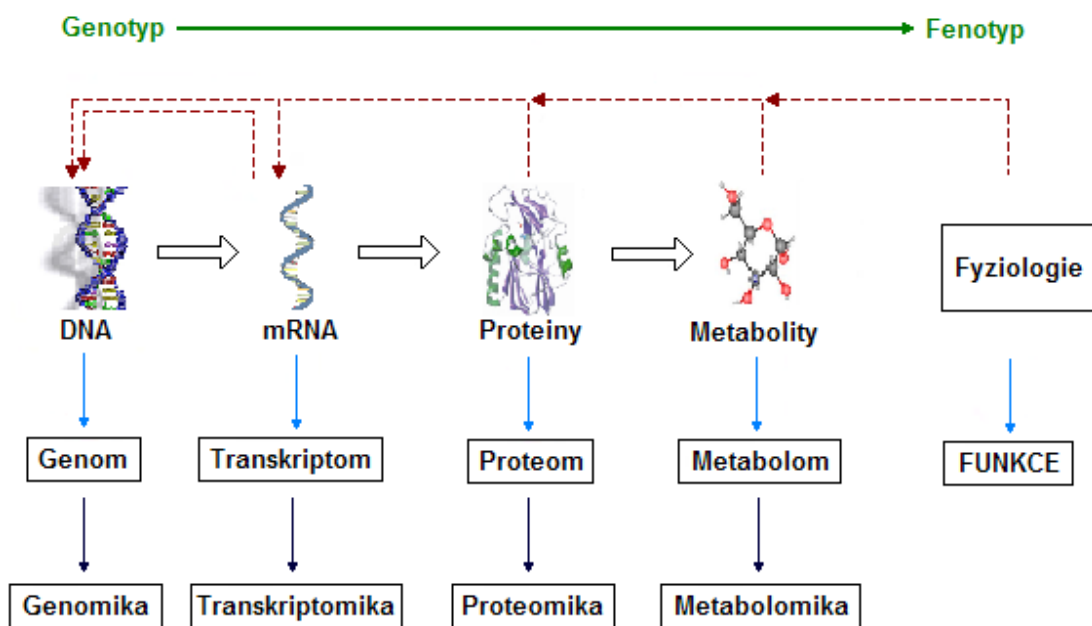 Genotyp
Fenotyp
Fyziologie
DNA
mRNA
Proteiny
Metabolity
Genom
Transkriptom
Proteom
Metabolom
FUNKCE
Genomika
Transkriptomika
Proteomika
Metabolomika